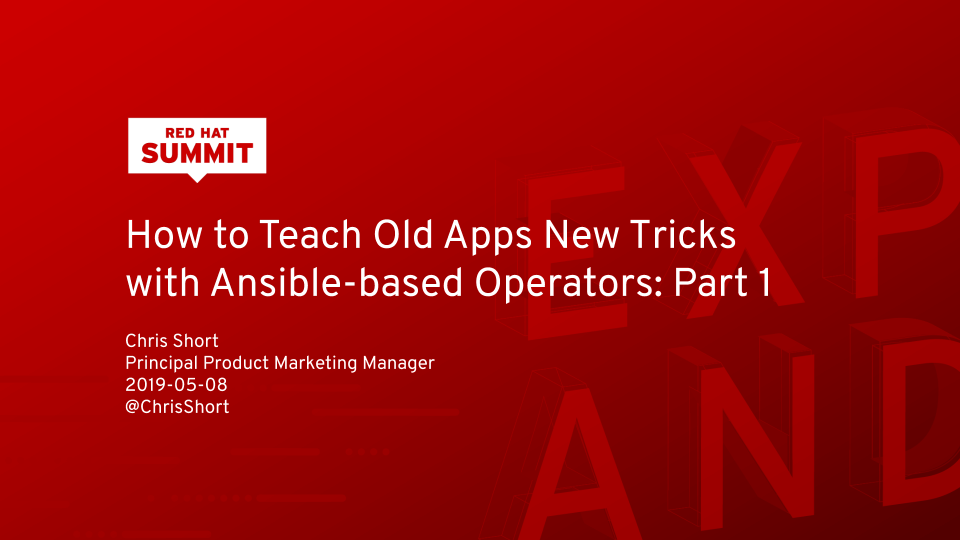 RED HAT
SUMMIT
How to Teach Old Apps New Tricks
with Ansible-based Operators: Part 1
Chris Short
Principal Product Marketing Manager
2019-05-08
@ChrisShort
EXP
AND